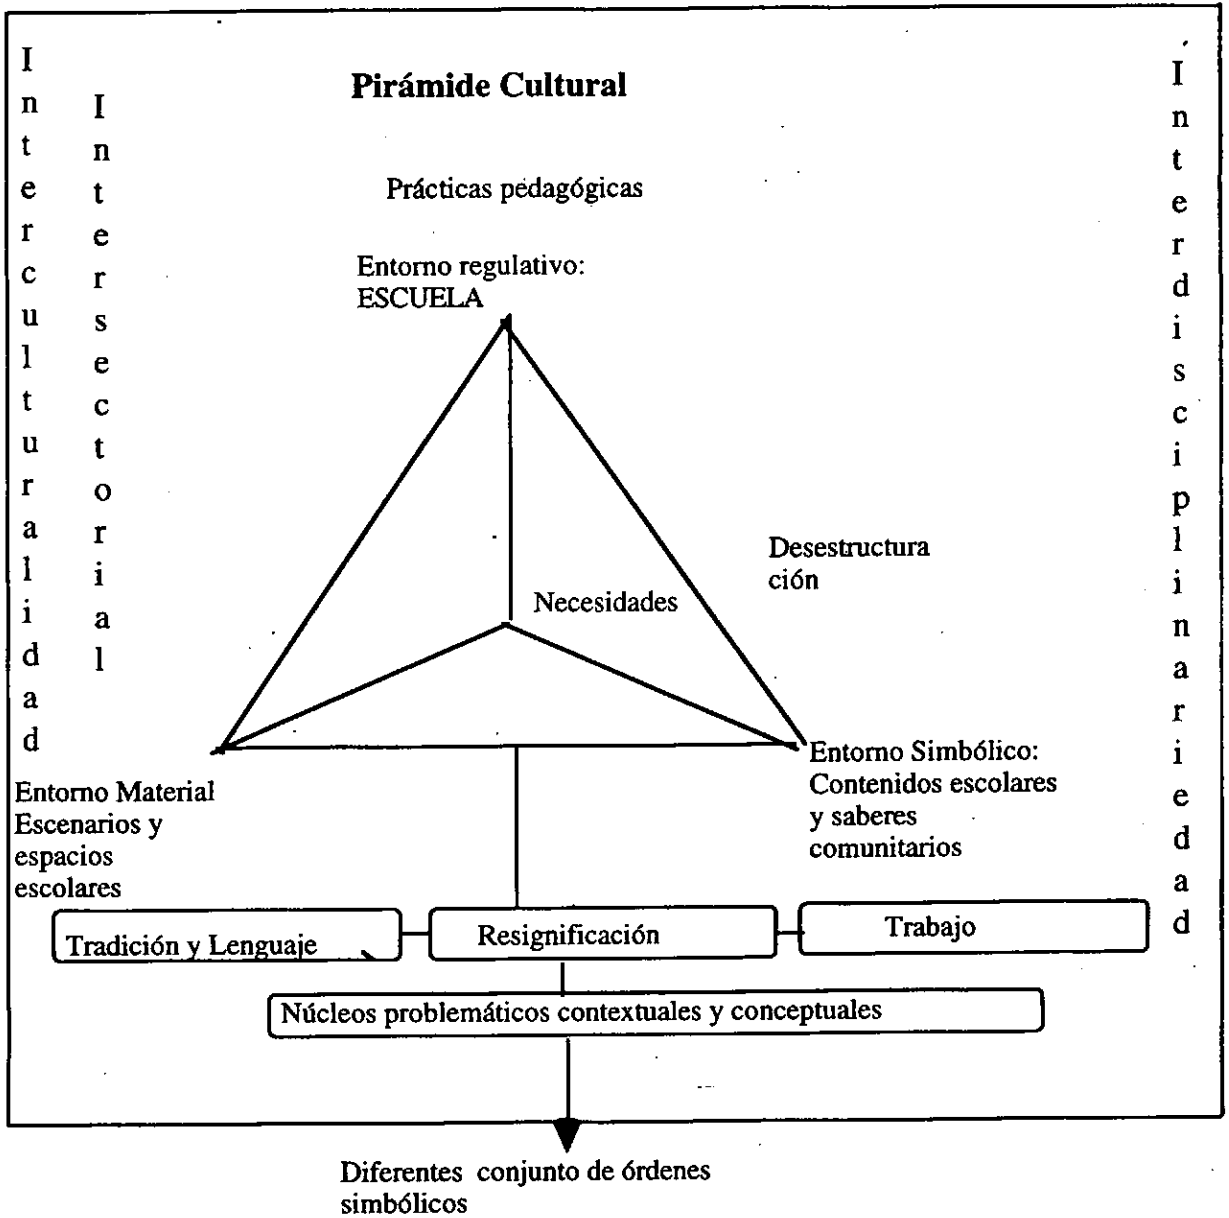 Interculturalidad
Intersectorial
Pirámide Cultural
Interdisciplinariedad
Prácticas pedagógicas
Entorno regulativo:
ESCUELA
Desestructura
ción
Necesidades
Entorno Simbólico:
Contenidos escolares
y saberes
comunitarios
Entorno Material
Escenarios y
espacios
escolares
Tradición y Lenguaje
Resignificación
Trabajo
Núcleos problemáticos contextuales y conceptuales
Diferentes conjunto de órdenes
simbólicos